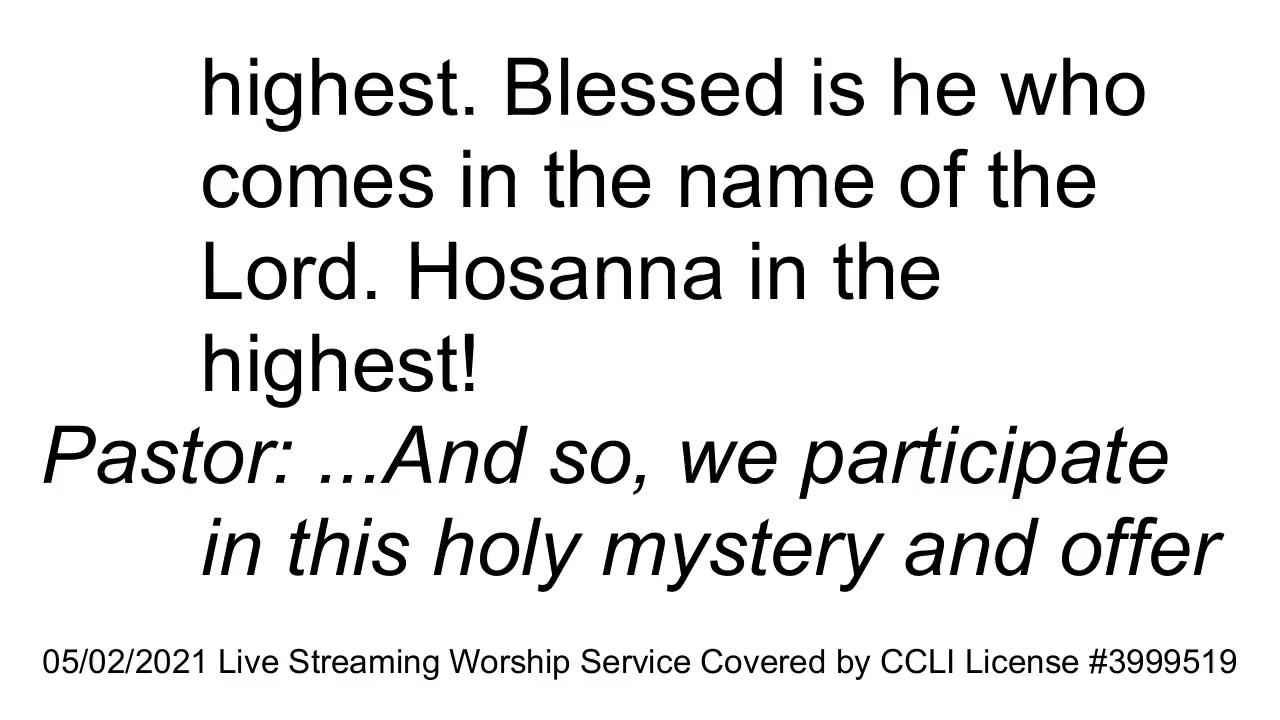 highest. Blessed is he who
comes in the name of the
Lord. Hosanna in the
highest!
Pastor: ...And so, we participate
in this holy mystery and offer
05/02/2021 Live Streaming Worship Service Covered by CCLI License #3999519